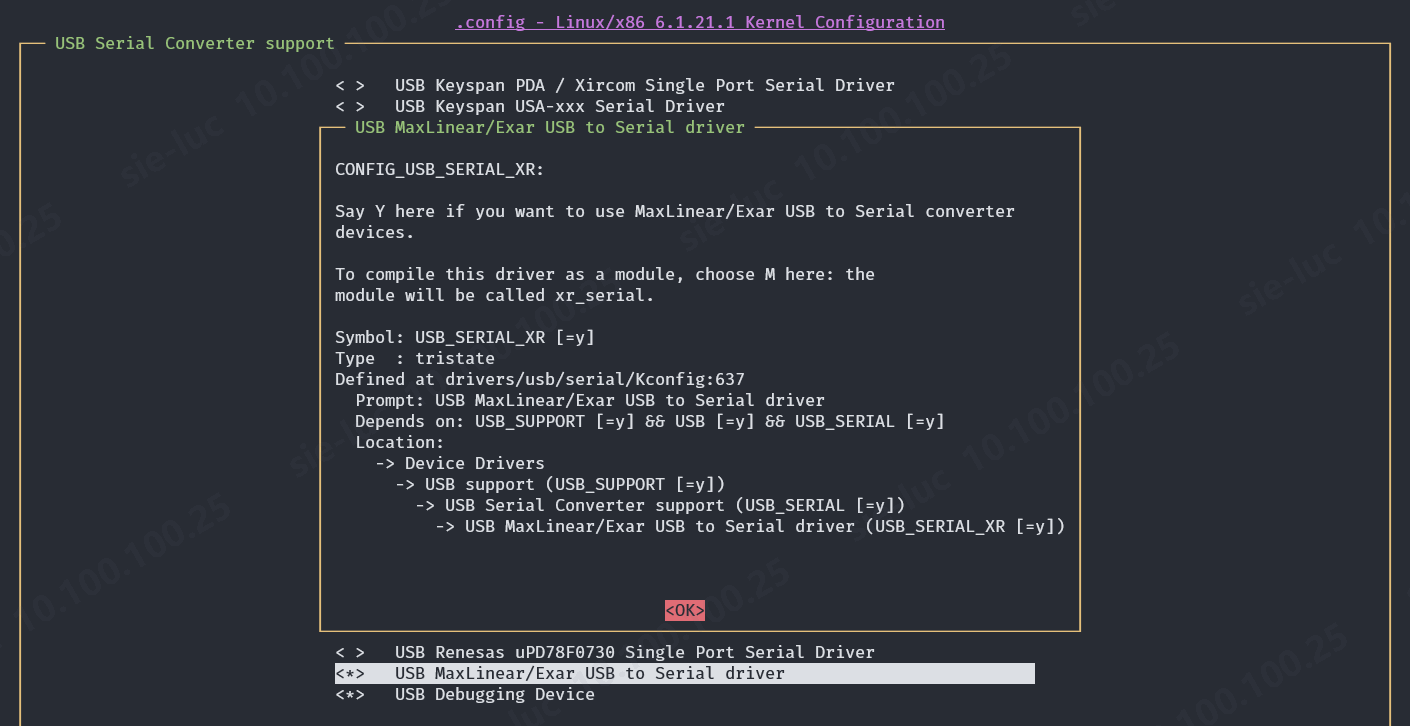 .config - Linux/x86 6.1.21.1 Kernel Configuration
USB Serial Converter support
< > USB Keyspan PDA / Xircom Single Port Serial Driver
< > USB Keyspan USA-xxx Serial Driver
USB MaxLinear/Exar USB to Serial driver
CONFIG_USB_SERIAL_XR:
Say Y here if you want to use MaxLinear/Exar USB to Serial converter
devices.
To compile this driver as a module, choose M here: the
module will be called xr_serial.
Symbol: USB_SERIAL_XR [=y]
Type : tristate
Defined at drivers/usb/serial/Kconfig:637
Prompt: USB MaxLinear/Exar USB to Serial driver
Depends on: USB_SUPPORT [=y] && USB [=y] && USB_SERIAL [=y]
Location:
-> Device Drivers
-> USB support (USB_SUPPORT [=y])
-> USB Serial Converter support (USB_SERIAL [=y])
-> USB MaxLinear/Exar USB to Serial driver (USB_SERIAL_XR [=y])
<OK>
< > USB Renesas uPD78F0730 Single Port Serial Driver
<*> USB MaxLinear/Exar USB to Serial driver
<*> USB Debugging Device
sie-luc 10.100.100.25